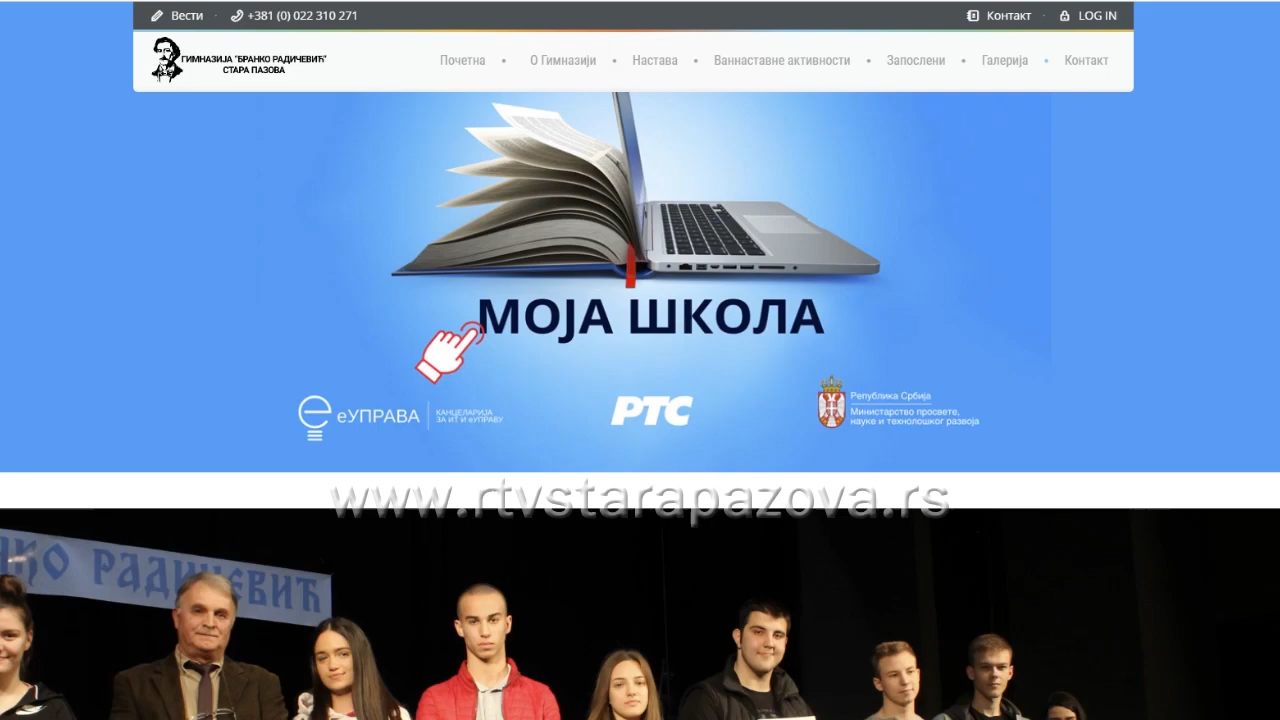 Вести
+381 (0) 022 310 271
Контакт
LOG IN
ГИМНАЗИЈА "БРАНКО РАДИЧЕВИЋ"
СТАРА ПАЗОВА
Почетна
О Гимназији
Настава
Ваннаставне активности
Запослени
Галерија
Контакт
МОЈА ШКОЛА
еУПРАВА
КАНЦЕЛАРИЈА
ЗА ИТ И еУПРАВУ
РТС
Република Србија
Министарство просвете,
науке и технолошког развоја
www.rtvstarapazova.rs
НКО РАДИЧЕВИЋ